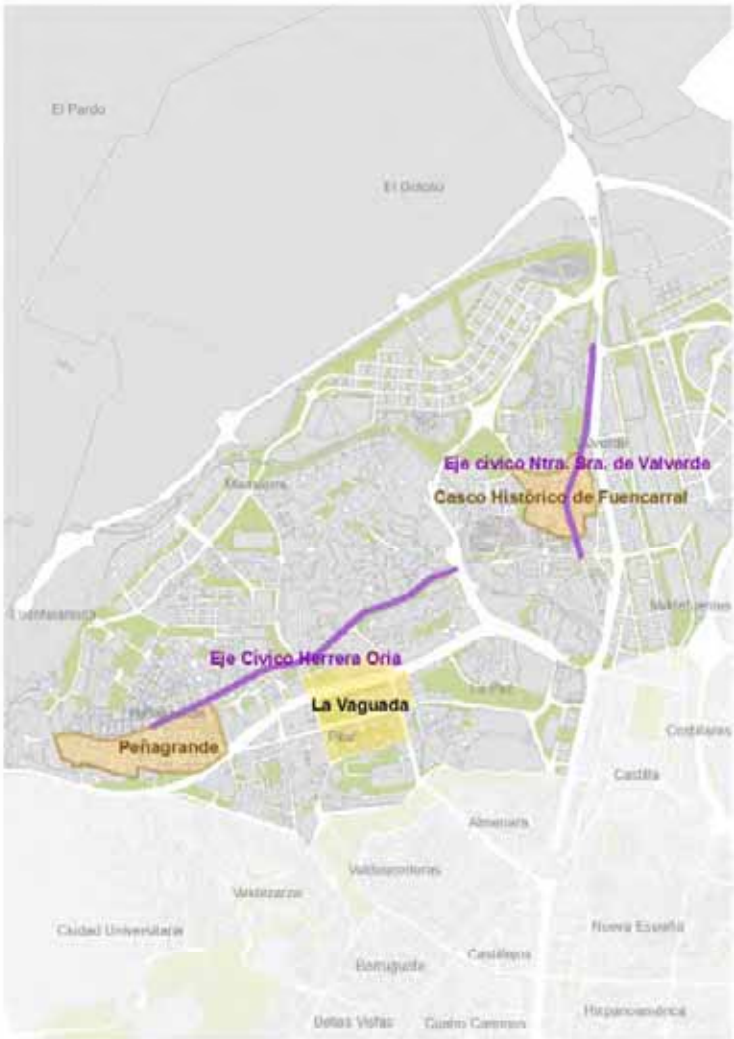 El Pardo
El Goloso
Eje cívico Ntra. Sra. de Valverde
Casco Histórico de Fuencarral
Mirasierra
Fuentelarreina
Eje Cívico Herrera Oria
La Paz
La Vaguada
Pilar
Peñagrande
Costillares
Castilla
Almenara
Valdeacederas
Valdezarza
Ciudad Universitaria
Nueva España
Castillejos
Berruguete
Hispanoamérica
Bellas Vistas
Cuatro Caminos